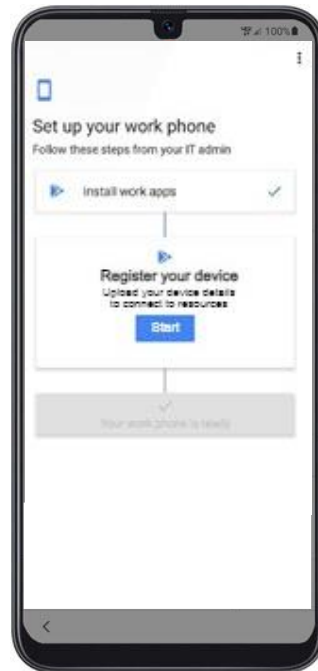 100%
Set up your work phone
Follow these steps from your IT admin
Install work apps
Register your device
Upload your device details
to connect to resources
Start
Your work phone is ready